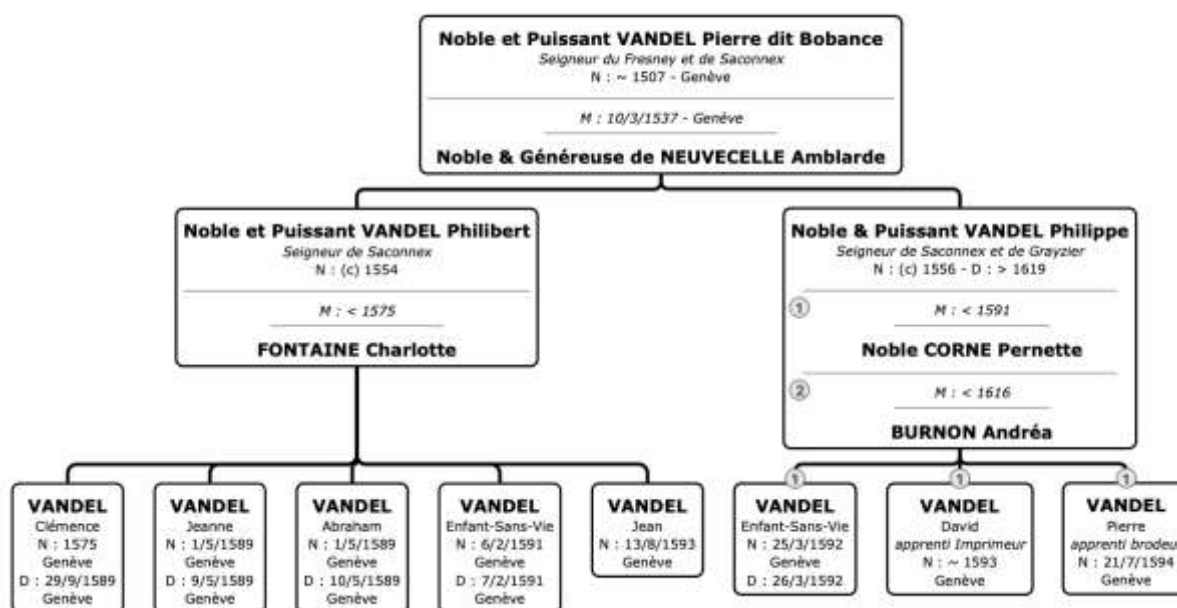 Noble et Puissant VANDEL Pierre dit Bobance
Seigneur du Fresney et de Saconnex
N : ~ 1507 - Genève
M : 10/3/1537 - Genève
Noble & Généreuse de NEUVECELLE Amblarde
Noble et Puissant VANDEL Philibert
Seigneur de Saconnex
N : (c) 1554
M : < 1575
FONTAINE Charlotte
Noble & Puissant VANDEL Philippe
Seigneur de Saconnex et de Grayzier
N : (c) 1556 - D : > 1619
1
M : < 1591
Noble CORNE Pernette
2
M : < 1616
BURNON Andréa
VANDEL
Clémence
N : 1575
Genève
D : 29/9/1589
Genève
VANDEL
Jeanne
N : 1/5/1589
Genève
D : 9/5/1589
Genève
VANDEL
Abraham
N : 1/5/1589
Genève
D : 10/5/1589
Genève
VANDEL
Enfant-Sans-Vie
N : 6/2/1591
Genève
D : 7/2/1591
Genève
VANDEL
Jean
N : 13/8/1593
Genève
1
VANDEL
Enfant-Sans-Vie
N : 25/3/1592
Genève
D : 26/3/1592
1
VANDEL
David
apprenti Imprimeur
N : ~ 1593
Genève
1
VANDEL
Pierre
apprenti brodeu
N : 21/7/1594
Genève